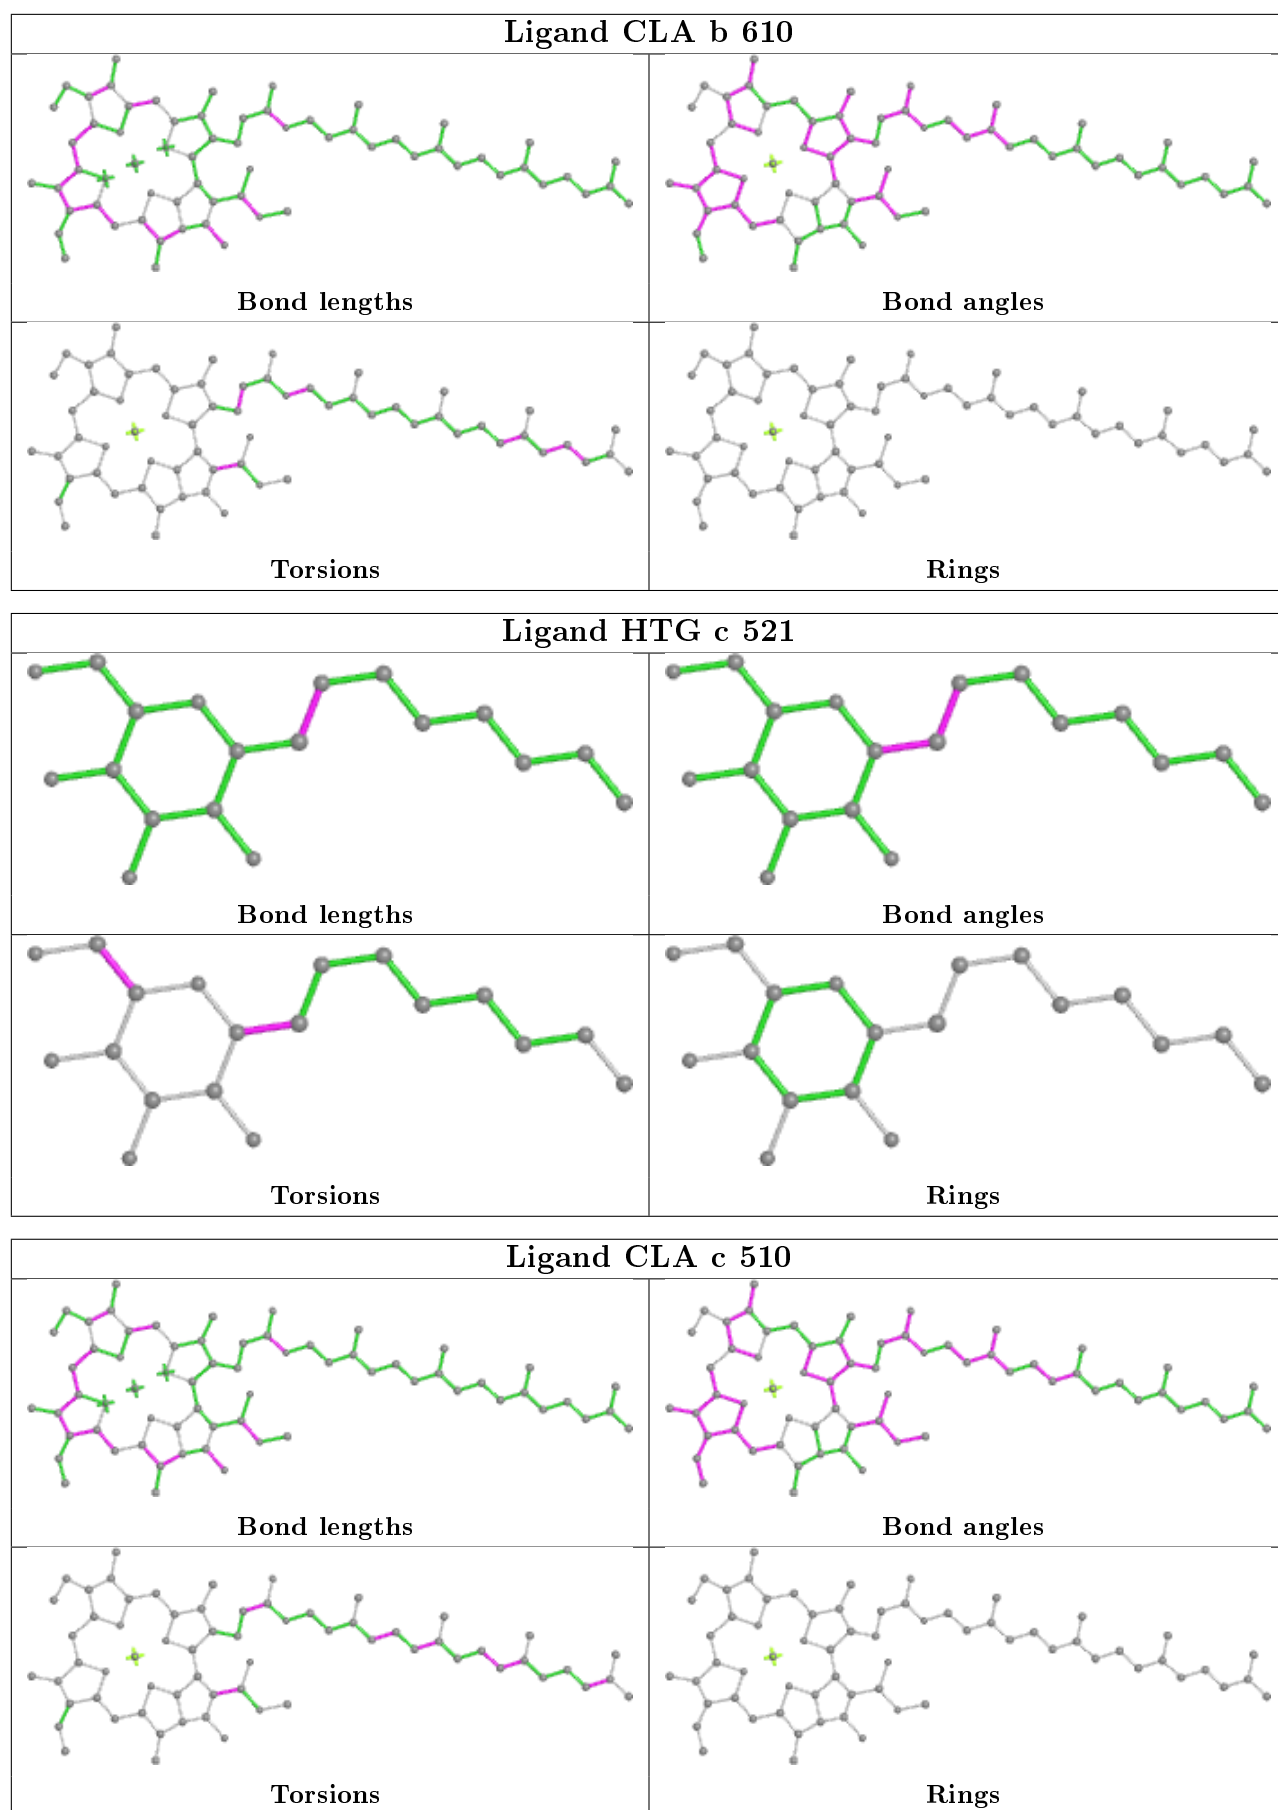 Ligand CLA b 610
Bond lengths
Bond angles
Torsions
Rings
Ligand HTG c 521
Bond lengths
Bond angles
Torsions
Rings
Ligand CLA c 510
Bond lengths
Bond angles
Torsions
Rings